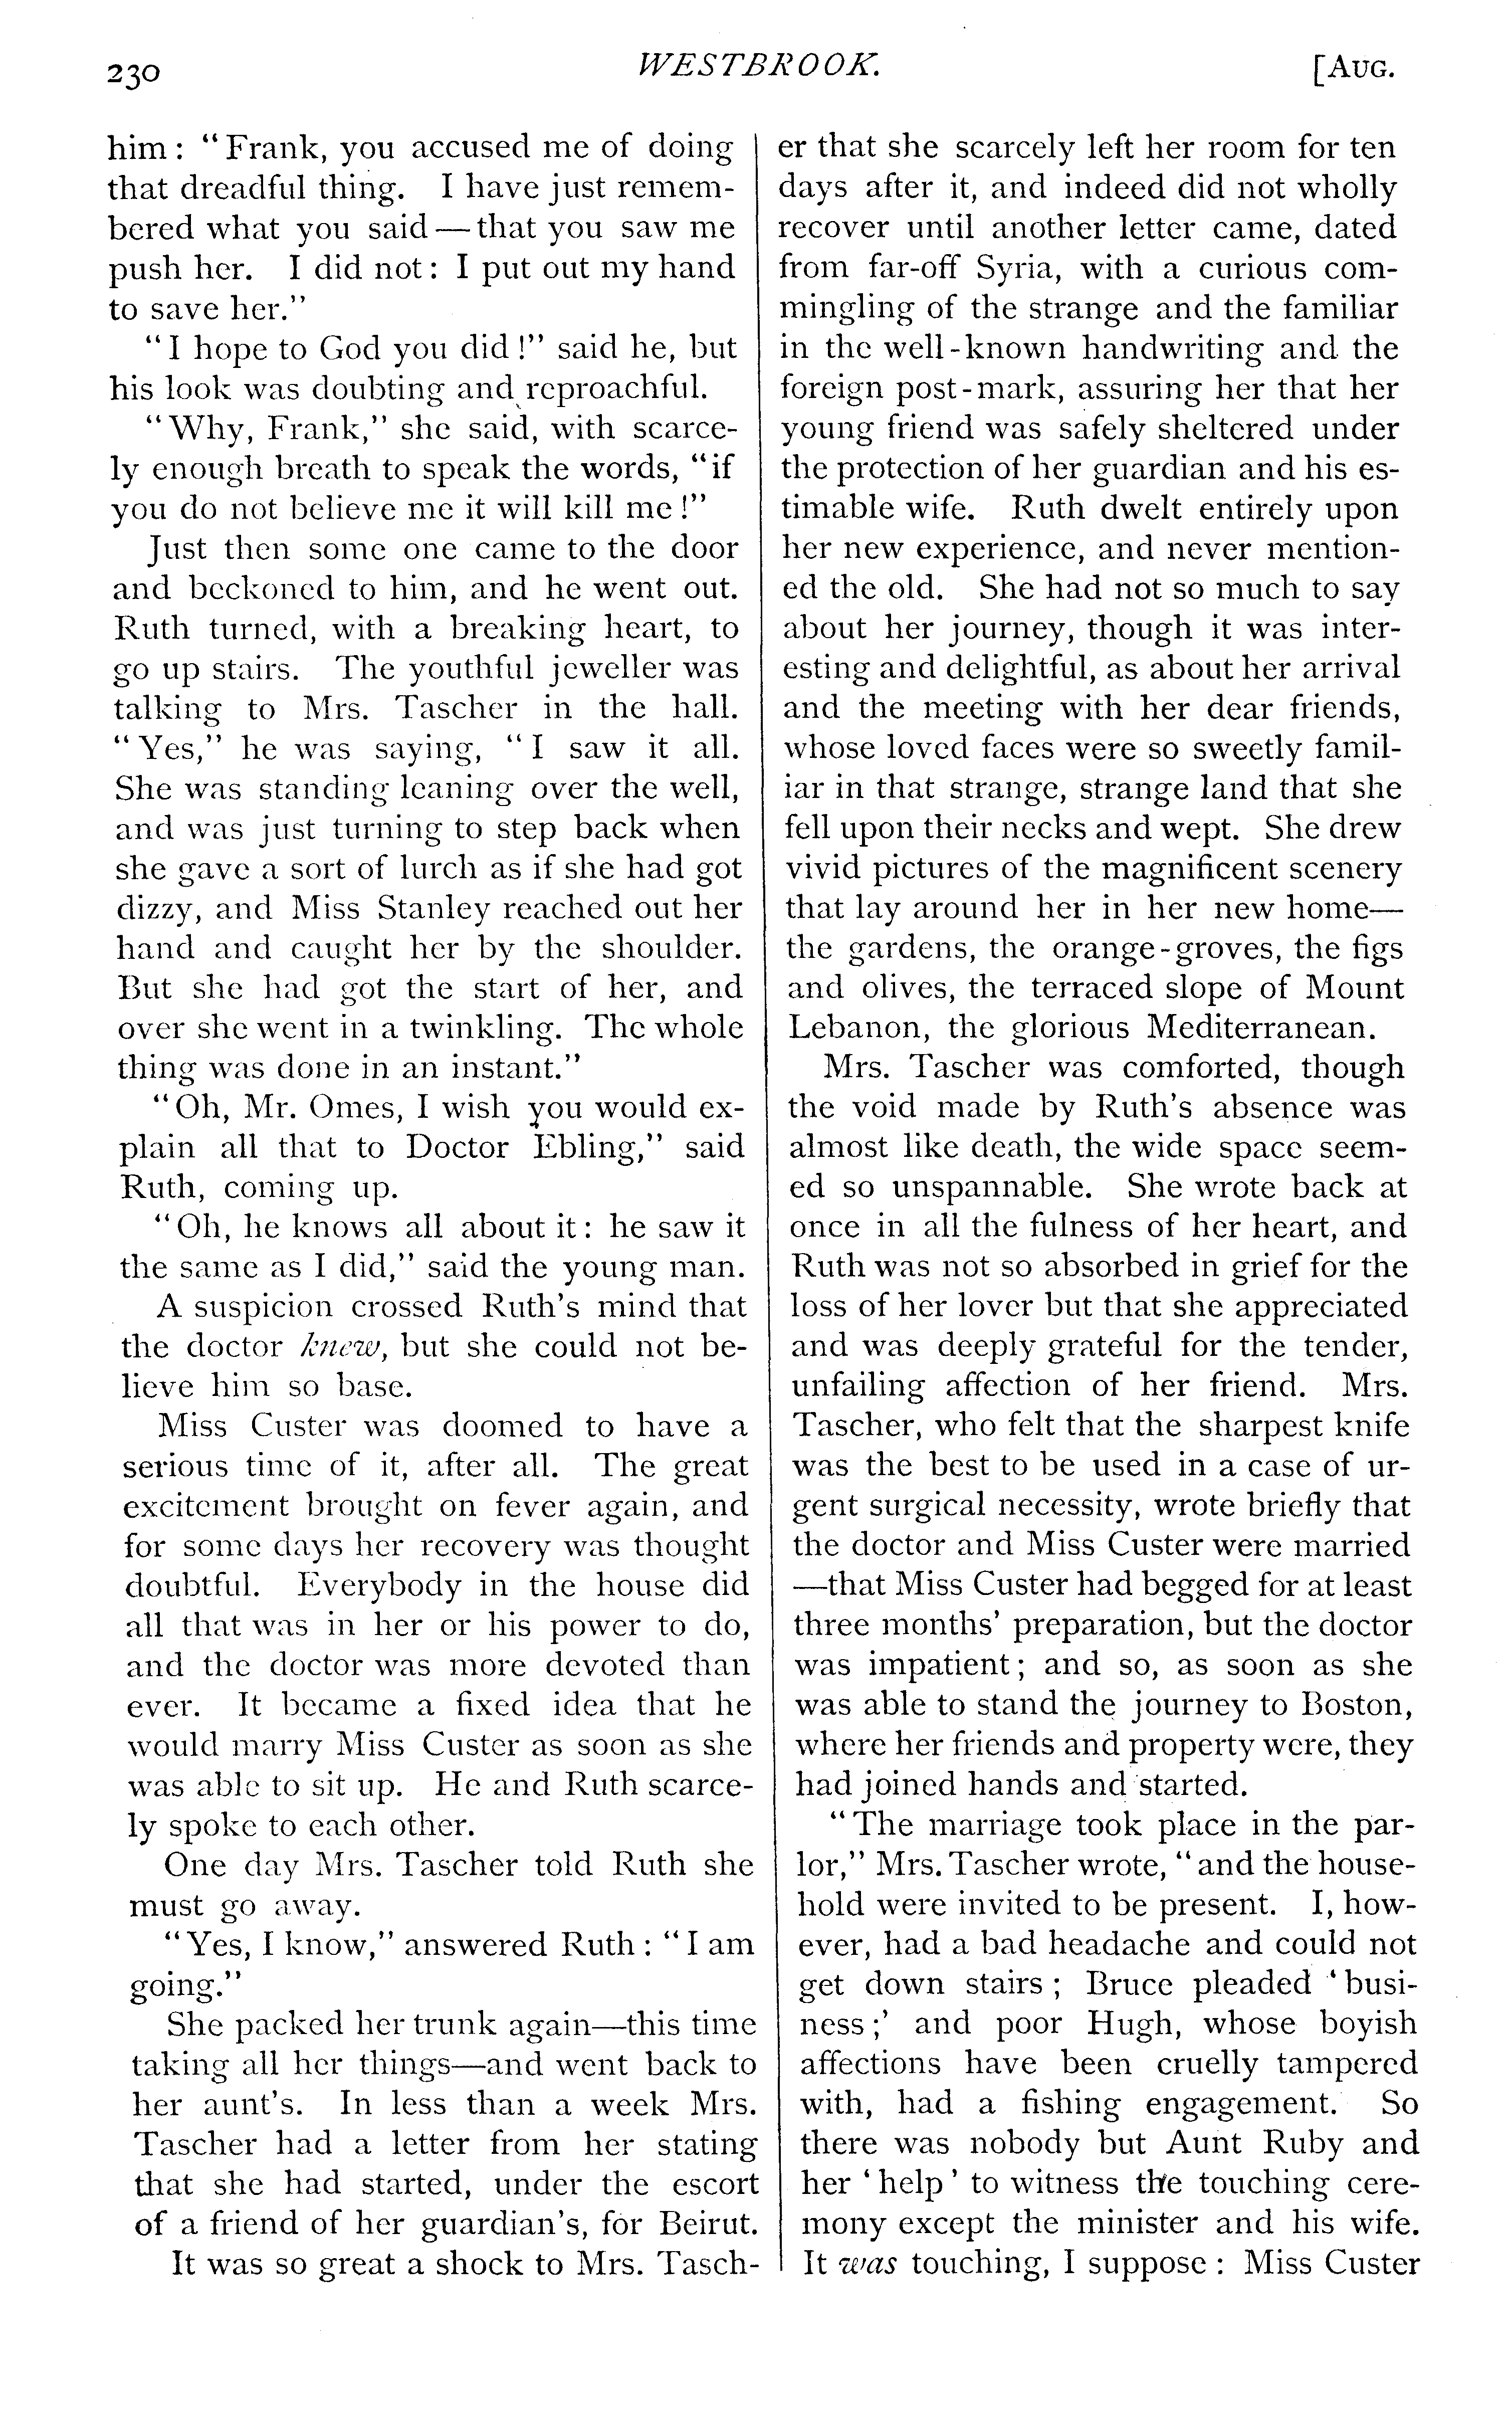 230
WESTBROOK.
[AUG.
him: "Frank, you accused me of doing
that dreadful thing. I have just remem-
bered what you said—that you saw me
push her. I did not: I put out my hand
to save her."
"I hope to God you did!" said he, but
his look was doubting and reproachful.
"Why, Frank," she said, with scarce-
ly enough breath to speak the words, "if
you do not believe me it will kill me!"
Just then some one came to the door
and beckoned to him, and he went out.
Ruth turned, with a breaking heart, to
go up stairs. The youthful jeweller was
talking to Mrs. Tascher in the hall.
"Yes," he was saying, "I saw it all.
She was standing leaning over the well,
and was just turning to step back when
she gave a sort of lurch as if she had got
dizzy, and Miss Stanley reached out her
hand and caught her by the shoulder.
But she had got the start of her, and
over she went in a twinkling. The whole
thing was done in an instant."
"Oh, Mr. Omes, I wish you would ex-
plain all that to Doctor Ebling," said
Ruth, coming up.
"Oh, he knows all about it: he saw it
the same as I did," said the young man.
A suspicion crossed Ruth's mind that
the doctor knew, but she could not be-
lieve him so base.
Miss Custer was doomed to have a
serious time of it, after all. The great
excitement brought on fever again, and
for some days her recovery was thought
doubtful. Everybody in the house did
all that was in her or his power to do,
and the doctor was more devoted than
ever. It became a fixed idea that he
would marry Miss Custer as soon as she
was able to sit up. He and Ruth scarce-
ly spoke to each other.
One day Mrs. Tascher told Ruth she
must go away.
"Yes, I know," answered Ruth: "I am
going."
She packed her trunk again—this time
taking all her things—and went back to
her aunt's. In less than a week Mrs.
Tascher had a letter from her stating
that she had started, under the escort
of a friend of her guardian's, for Beirut.
It was so great a shock to Mrs. Tasch-
er that she scarcely left her room for ten
days after it, and indeed did not wholly
recover until another letter came, dated
from far-off Syria, with a curious com-
mingling of the strange and the familiar
in the well-known handwriting and the
foreign post-mark, assuring her that her
young friend was safely sheltered under
the protection of her guardian and his es-
timable wife. Ruth dwelt entirely upon
her new experience, and never mention-
ed the old. She had not so much to say
about her journey, though it was inter-
esting and delightful, as about her arrival
and the meeting with her dear friends,
whose loved faces were so sweetly famil-
iar in that strange, strange land that she
fell upon their necks and wept. She drew
vivid pictures of the magnificent scenery
that lay around her in her new home—
the gardens, the orange-groves, the figs
and olives, the terraced slope of Mount
Lebanon, the glorious Mediterranean.
Mrs. Tascher was comforted, though
the void made by Ruth's absence was
almost like death, the wide space seem-
ed so unspannable. She wrote back at
once in all the fulness of her heart, and
Ruth was not so absorbed in grief for the
loss of her lover but that she appreciated
and was deeply grateful for the tender,
unfailing affection of her friend. Mrs.
Tascher, who felt that the sharpest knife
was the best to be used in a case of ur-
gent surgical necessity, wrote briefly that
the doctor and Miss Custer were married
—that Miss Custer had begged for at least
three months' preparation, but the doctor
was impatient; and so, as soon as she
was able to stand the journey to Boston,
where her friends and property were, they
had joined hands and started.
"The marriage took place in the par-
lor," Mrs. Tascher wrote, "and the house-
hold were invited to be present. I, how-
ever, had a bad headache and could not
get down stairs; Bruce pleaded 'busi-
ness;' and poor Hugh, whose boyish
affections have been cruelly tampered
with, had a fishing engagement. So
there was nobody but Aunt Ruby and
her 'help' to witness the touching cere-
mony except the minister and his wife.
It was touching, I suppose: Miss Custer